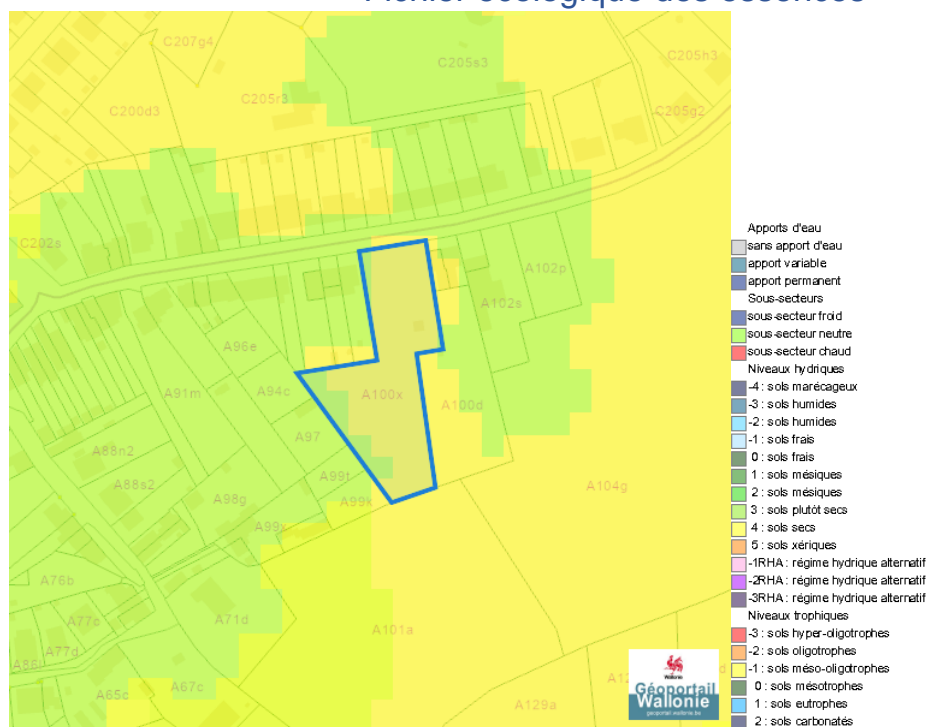 Fichier écologique des essences
C207g4
C205s3
C205h3
C200d3
C205r3
C205g2
C202s
A102p
A102s
A96e
A94c
A91m
A100x
A100d
A97
A88n2
A99t
A88s2
A98g
A99k
A104g
A99v
A76b
A77c
A71d
A101a
A77d
A65c
A67c
A129a
Apports d'eau
sans apport d'eau
apport variable
apport permanent
Sous-secteurs
sous-secteur froid
sous-secteur neutre
sous-secteur chaud
Niveaux hydriques
-4 : sols marécageux
-3 : sols humides
-2 : sols humides
-1 : sols frais
0 : sols frais
1 : sols mésiques
2 : sols mésiques
3 : sols plutôt secs
4 : sols secs
5 : sols xériques
-1RHA : régime hydrique alternatif
-2RHA : régime hydrique alternatif
-3RHA : régime hydrique alternatif
Niveaux trophiques
-3 : sols hyper-oligotrophes
-2 : sols oligotrophes
-1 : sols méso-oligotrophes
0 : sols mésotrophes
1 : sols eutrophes
2 : sols carbonatés
Wallonie
Géoportail
Wallonie
geoportail.wallonie.be